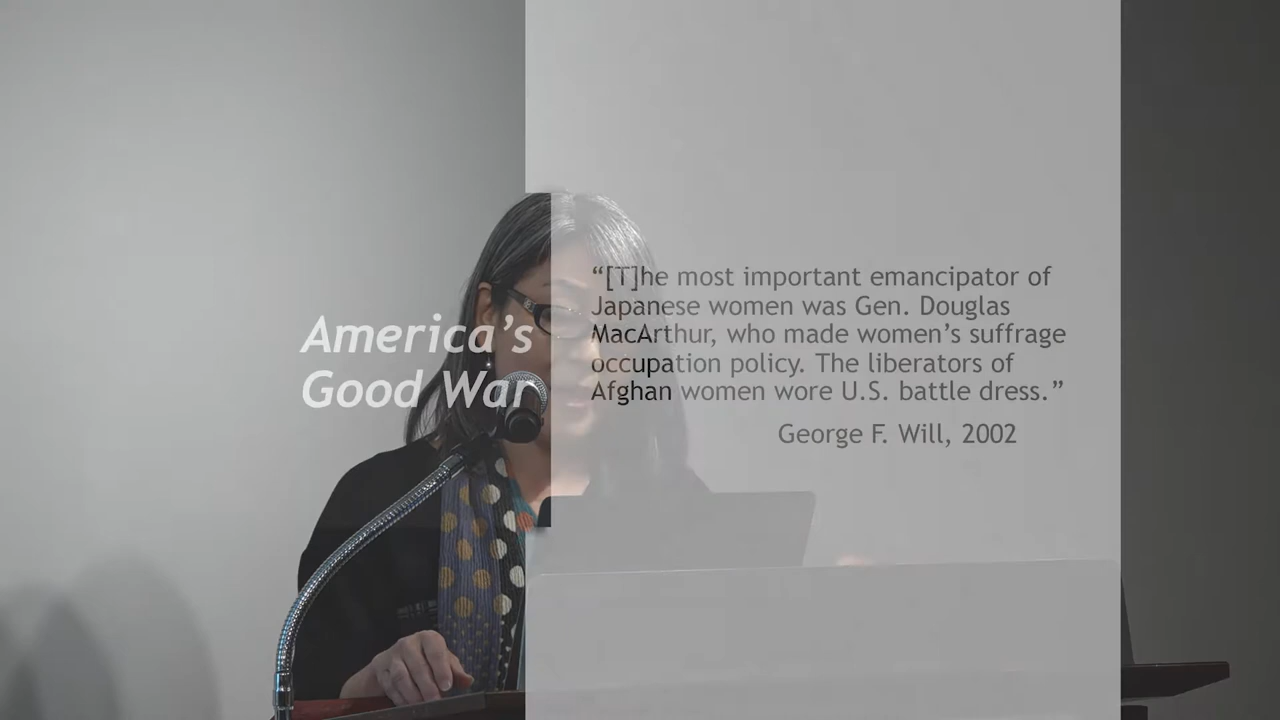 America's
Good War
“[T]he most important emancipator of
Japanese women was Gen. Douglas
MacArthur, who made women’s suffrage
occupation policy. The liberators of
Afghan women wore U.S. battle dress.”
George F. Will, 2002